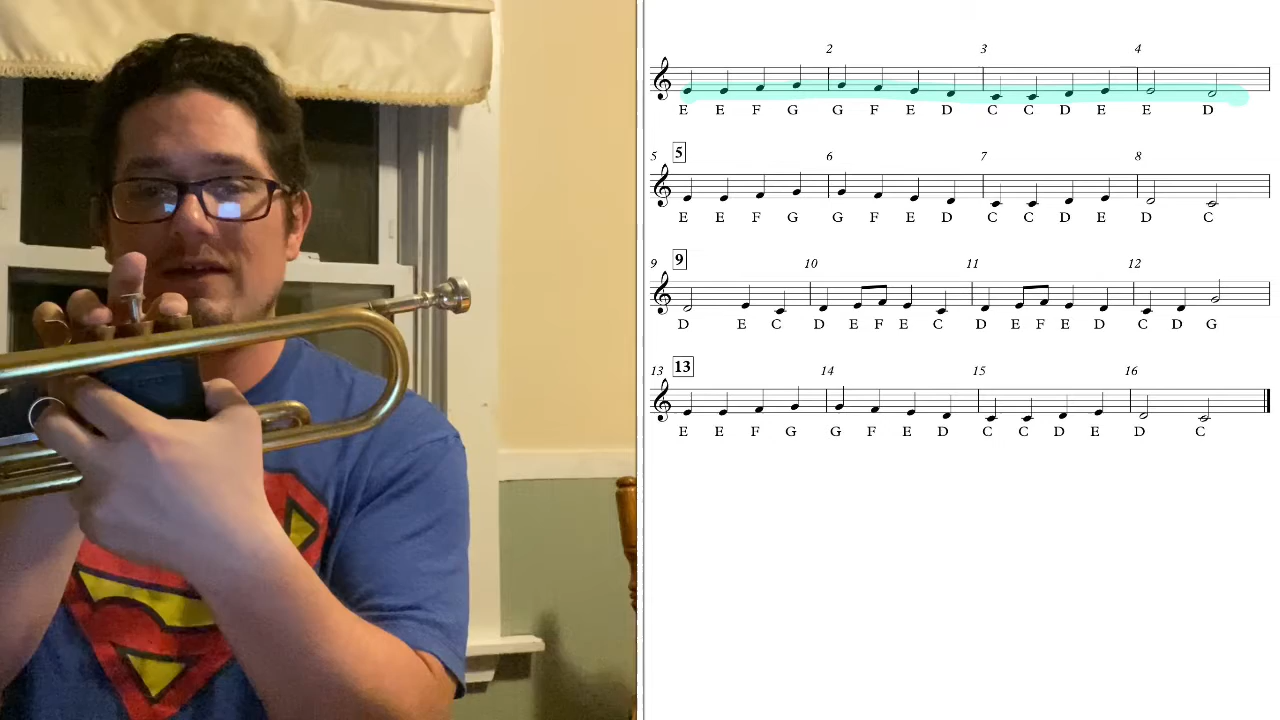 2 3 4
E E F G G F E D C C D E E D
5 5 6 7 8
E E F G G F E D C C D E D C
9 9 10 11 12
D E C D E F E C D E F E D C D G
13 13 14 15 16
E E F G G F E D C C D E D C